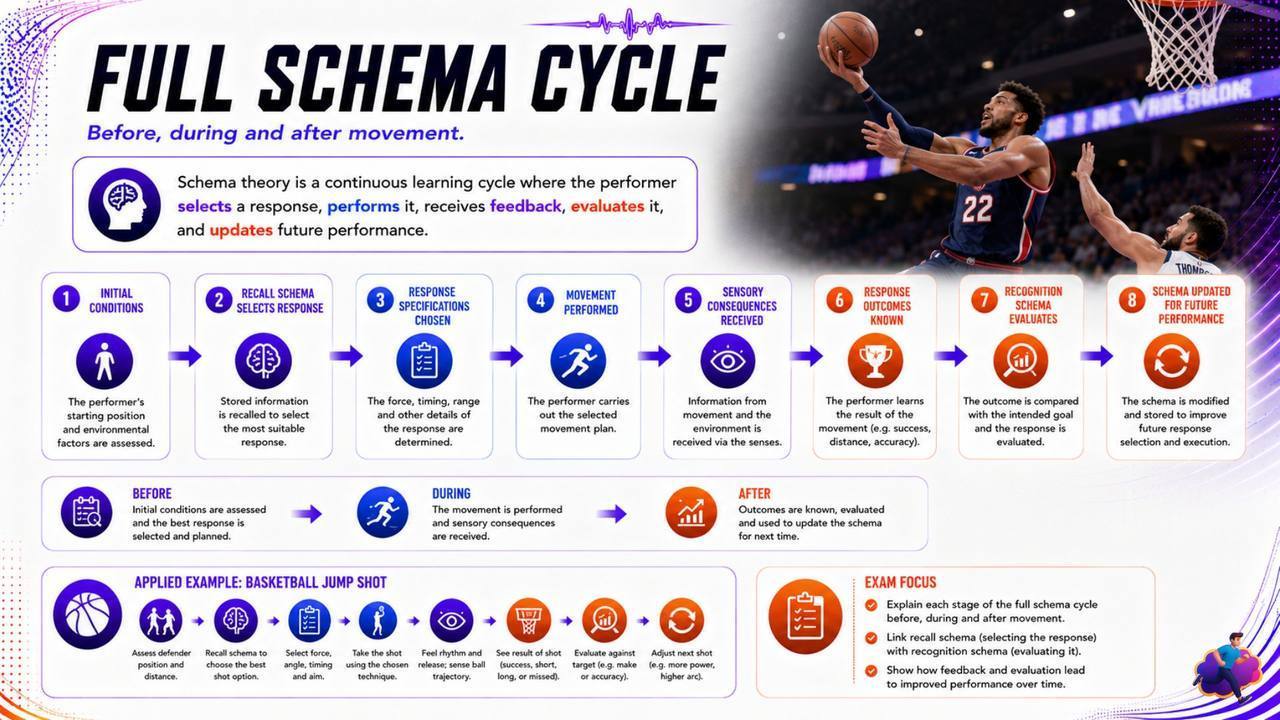 FULL SCHEMA CYCLE
Before, during and after movement.
Schema theory is a continuous learning cycle where the performer
selects a response, performs it, receives feedback, evaluates it,
and updates future performance.
22
1
INITIAL
CONDITIONS
The performer's
starting position
and environmental
factors are assessed.
2
RECALL SCHEMA
SELECTS RESPONSE
Stored information
is recalled to select
the most suitable
response.
3
RESPONSE
SPECIFICATIONS
CHOSEN
The force, timing, range
and other details of
the response are
determined.
4
MOVEMENT
PERFORMED
The performer carries
out the selected
movement plan.
5
SENSORY
CONSEQUENCES
RECEIVED
Information from
movement and the
environment is
received via the senses.
6
RESPONSE
OUTCOMES
KNOWN
The performer learns
the result of the
movement (e.g. success,
distance, accuracy).
7
RECOGNITION
SCHEMA
EVALUATES
The outcome is compared
with the intended goal
and the response is
evaluated.
8
SCHEMA UPDATED
FOR FUTURE
PERFORMANCE
The schema is modified
and stored to improve
future response
selection and execution.
BEFORE
Initial conditions are assessed
and the best response is
selected and planned.
DURING
The movement is performed
and sensory consequences
are received.
AFTER
Outcomes are known, evaluated
and used to update the schema
for next time.
APPLIED EXAMPLE: BASKETBALL JUMP SHOT
Assess defender
position and
distance.
Recall schema to
choose the best
shot option.
Select force,
angle, timing
and aim.
Take the shot
using the chosen
technique.
Feel rhythm and
release; sense ball
trajectory.
See result of shot
(success, short,
long, or missed).
Evaluate against
target (e.g. make
or accuracy).
Adjust next shot
(e.g. more power,
higher arc).
EXAM FOCUS
Explain each stage of the full schema cycle
before, during and after movement.
Link recall schema (selecting the response)
with recognition schema (evaluating it).
Show how feedback and evaluation lead
to improved performance over time.